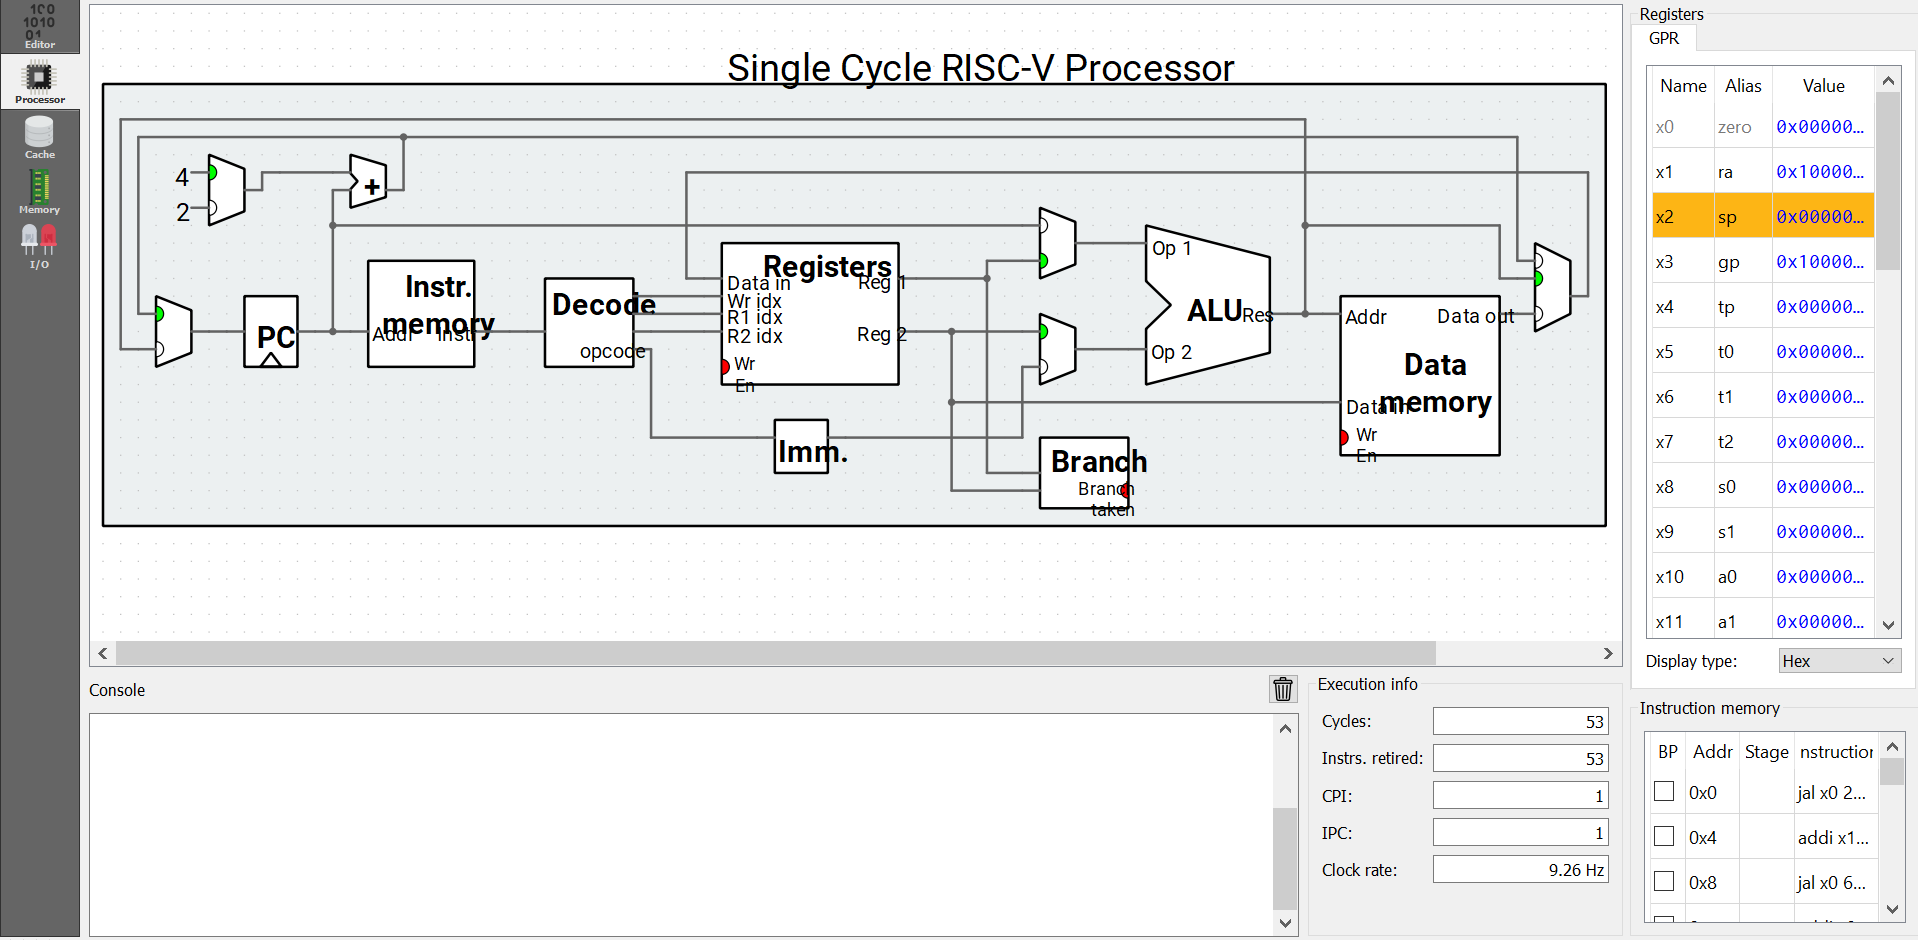 1010
01
Editor
Processor
Cache
Memory
I/O
Single Cycle RISC-V Processor
4
2
+
PC
Instr.
memory
Addr
Instr
Decode
opcode
Registers
Data in
Wr idx
R1 idx
R2 idx
Wr
En
Reg 1
Reg 2
Imm.
Op 1
Op 2
ALU
Res
Branch
Branch
taken
Addr
Data out
Data
memory
Data in
Wr
En
Registers
GPR
Name Alias Value
x0 zero 0x00000...
x1 ra 0x10000...
x2 sp 0x00000...
x3 gp 0x10000...
x4 tp 0x00000...
x5 t0 0x00000...
x6 t1 0x00000...
x7 t2 0x00000...
x8 s0 0x00000...
x9 s1 0x00000...
x10 a0 0x00000...
x11 a1 0x00000...
Display type: Hex
Console
Execution info
Cycles: 53
Instrs. retired: 53
CPI: 1
IPC: 1
Clock rate: 9.26 Hz
Instruction memory
BP Addr Stage nstruction
0x0 jal x0 2...
0x4 addi x1...
0x8 jal x0 6...